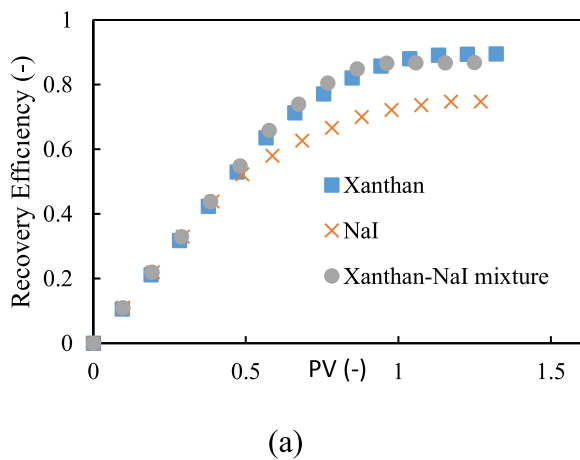 Recovery Efficiency (-)
1
0.8
0.6
0.4
0.2
0
0
0.5
1
1.5
PV (-)
Xanthan
NaI
Xanthan-NaI mixture
(a)